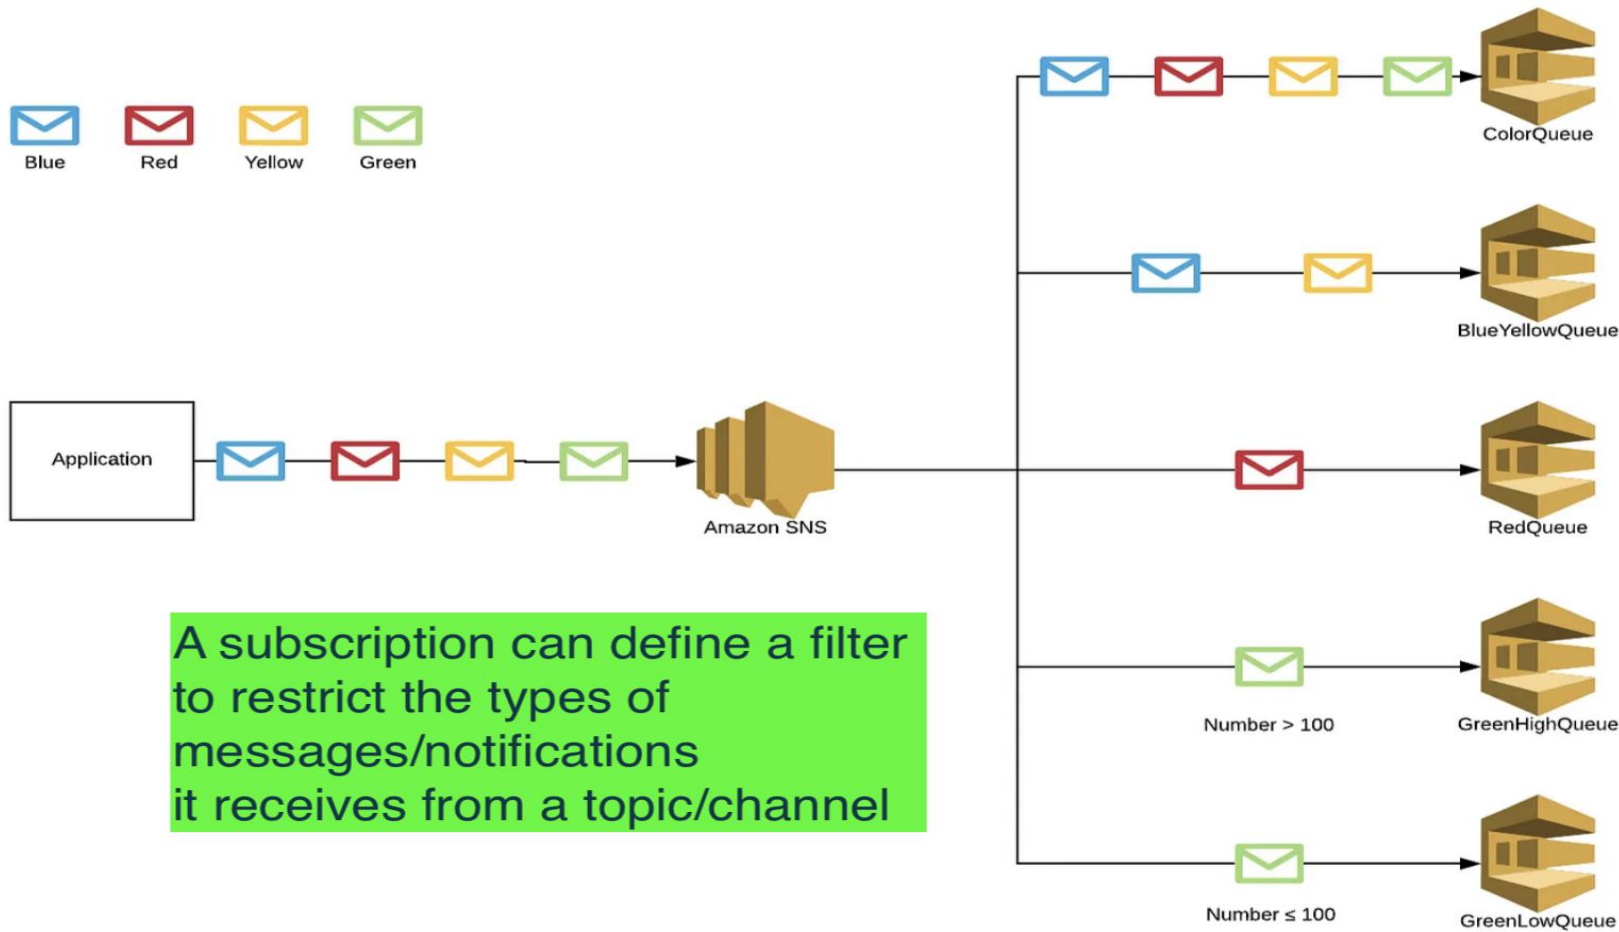 Blue
Red
Yellow
Green
ColorQueue
BlueYellowQueue
Application
Amazon SNS
RedQueue
A subscription can define a filter
to restrict the types of
messages/notifications
it receives from a topic/channel
Number > 100
GreenHighQueue
Number ≤ 100
GreenLowQueue